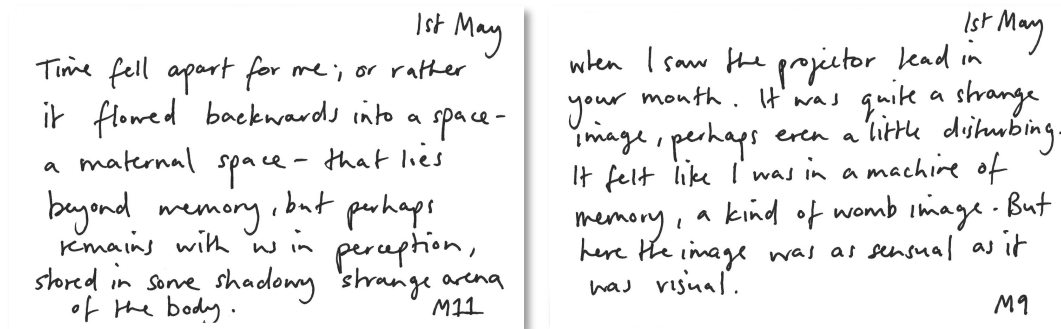 1st May
Time fell apart for me; or rather
it flowed backwards into a space -
a maternal space - that lies
beyond memory, but perhaps
remains with us in perception,
stored in some shadowy strange arena
of the body.
M11
1st May
when I saw the projector lead in
your mouth. It was quite a strange
image, perhaps even a little disturbing.
It felt like I was in a machine of
memory, a kind of womb image. But
here the image was as sensual as it
was visual.
M9